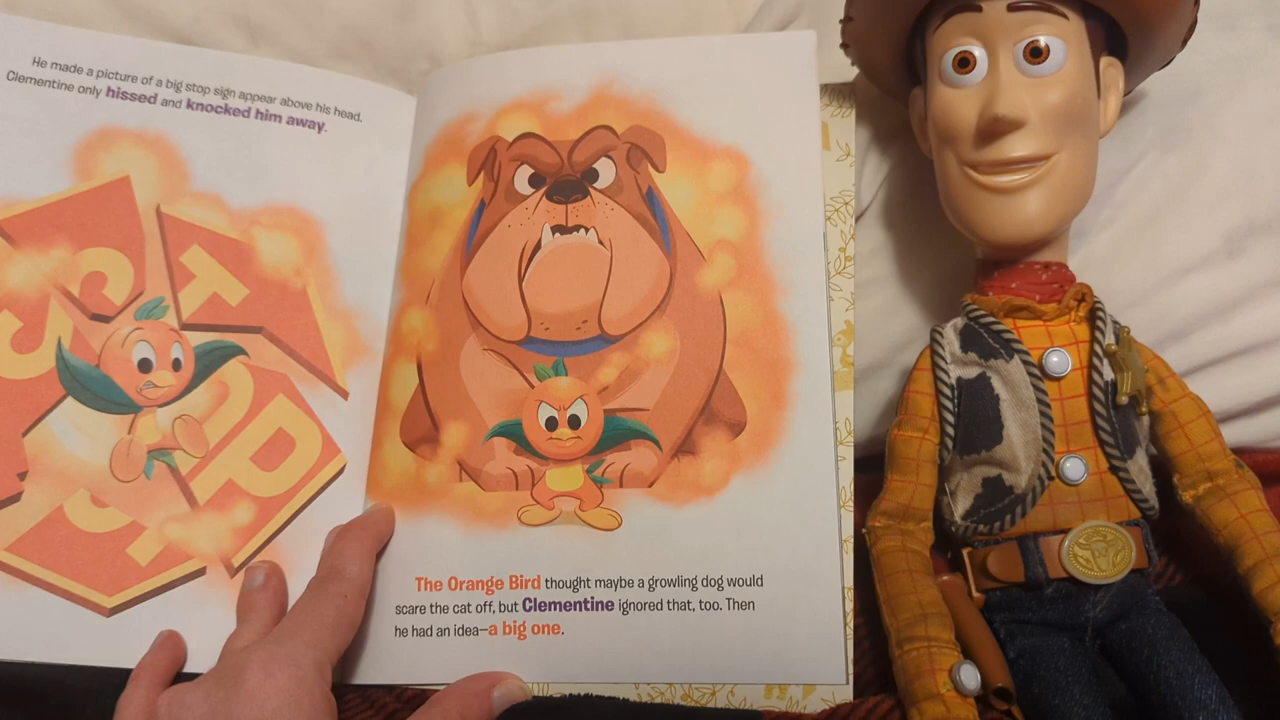 He made a picture of a big stop sign appear above his head.
Clementine only hissed and knocked him away.
STOP
The Orange Bird thought maybe a growling dog would
scare the cat off, but Clementine ignored that, too. Then
he had an idea—a big one.